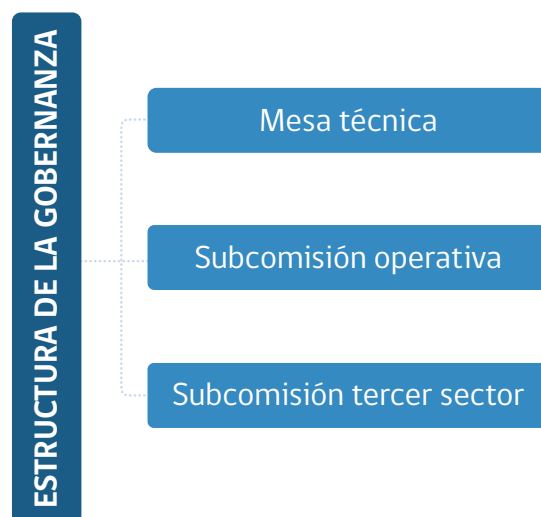 ESTRUCTURA DE LA GOBERNANZA
Mesa técnica
Subcomisión operativa
Subcomisión tercer sector